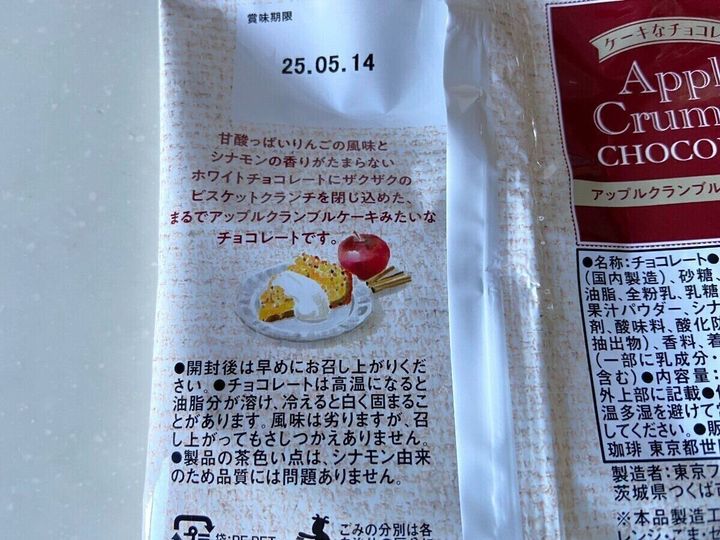 賞味期限
25.05.14
甘酸っぱいりんごの風味と
シナモンの香りがたまらない
ホワイトチョコレートにザクザクの
ビスケットクランチを閉じ込めた、
まるでアップルクランブルケーキみたいな
チョコレートです。
●開封後は早めにお召し上がりくだ
さい。●チョコレートは高温になると
油脂分が溶け、冷えると白く固まるこ
とがあります。風味は劣りますが、召
し上がってもさしつかえありません。
●製品の茶色い点は、シナモン由来
のため品質には問題ありません。
ごみの分別は各
ケーキなチョコレ
Appl
Crum
CHOCO
アップルクランブル
●名称:チョコレート●
(国内製造)、砂糖、
油脂、全粉乳、乳糖
果汁パウダー、シナ
剤、酸味料、酸化防
抽出物)、香料、着
(一部に乳成分・
含む)●内容量:
外上部に記載●
温多湿を避けて
してください。●販
珈琲 東京都世
製造者:東京フ
茨城県つくば市
※本品製造工
レンジ・ごま・セ